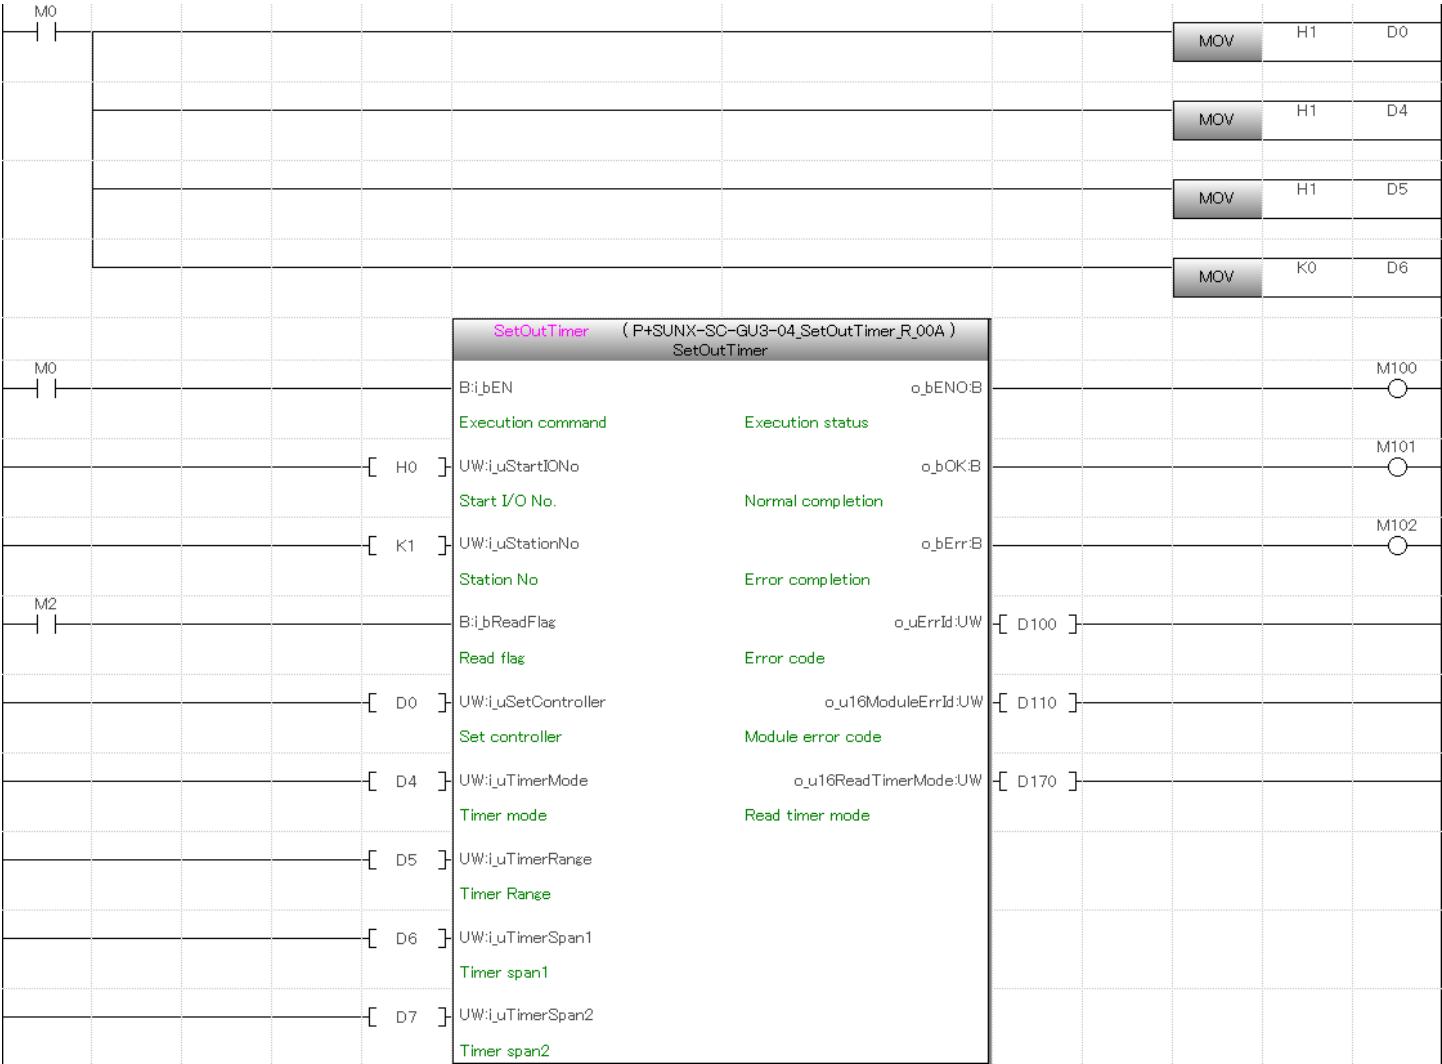 M0
MOV H1 D0
MOV H1 D4
MOV H1 D5
MOV K0 D6
SetOutTimer (P+SUNX-SC-GU3-04_SetOutTimer_R_00A)
SetOutTimer
M0 B:i_bEN o_bENO:B M100
Execution command Execution status
H0 UW:i_uStartIONo o_bOK:B M101
Start I/O No. Normal completion
K1 UW:i_uStationNo o_bErr:B M102
Station No Error completion
M2 B:i_bReadFlag o_uErrId:UW D100
Read flag Error code
D0 UW:i_uSetController o_u16ModuleErrId:UW D110
Set controller Module error code
D4 UW:i_uTimerMode o_u16ReadTimerMode:UW D170
Timer mode Read timer mode
D5 UW:i_uTimerRange
Timer Range
D6 UW:i_uTimerSpan1
Timer span1
D7 UW:i_uTimerSpan2
Timer span2